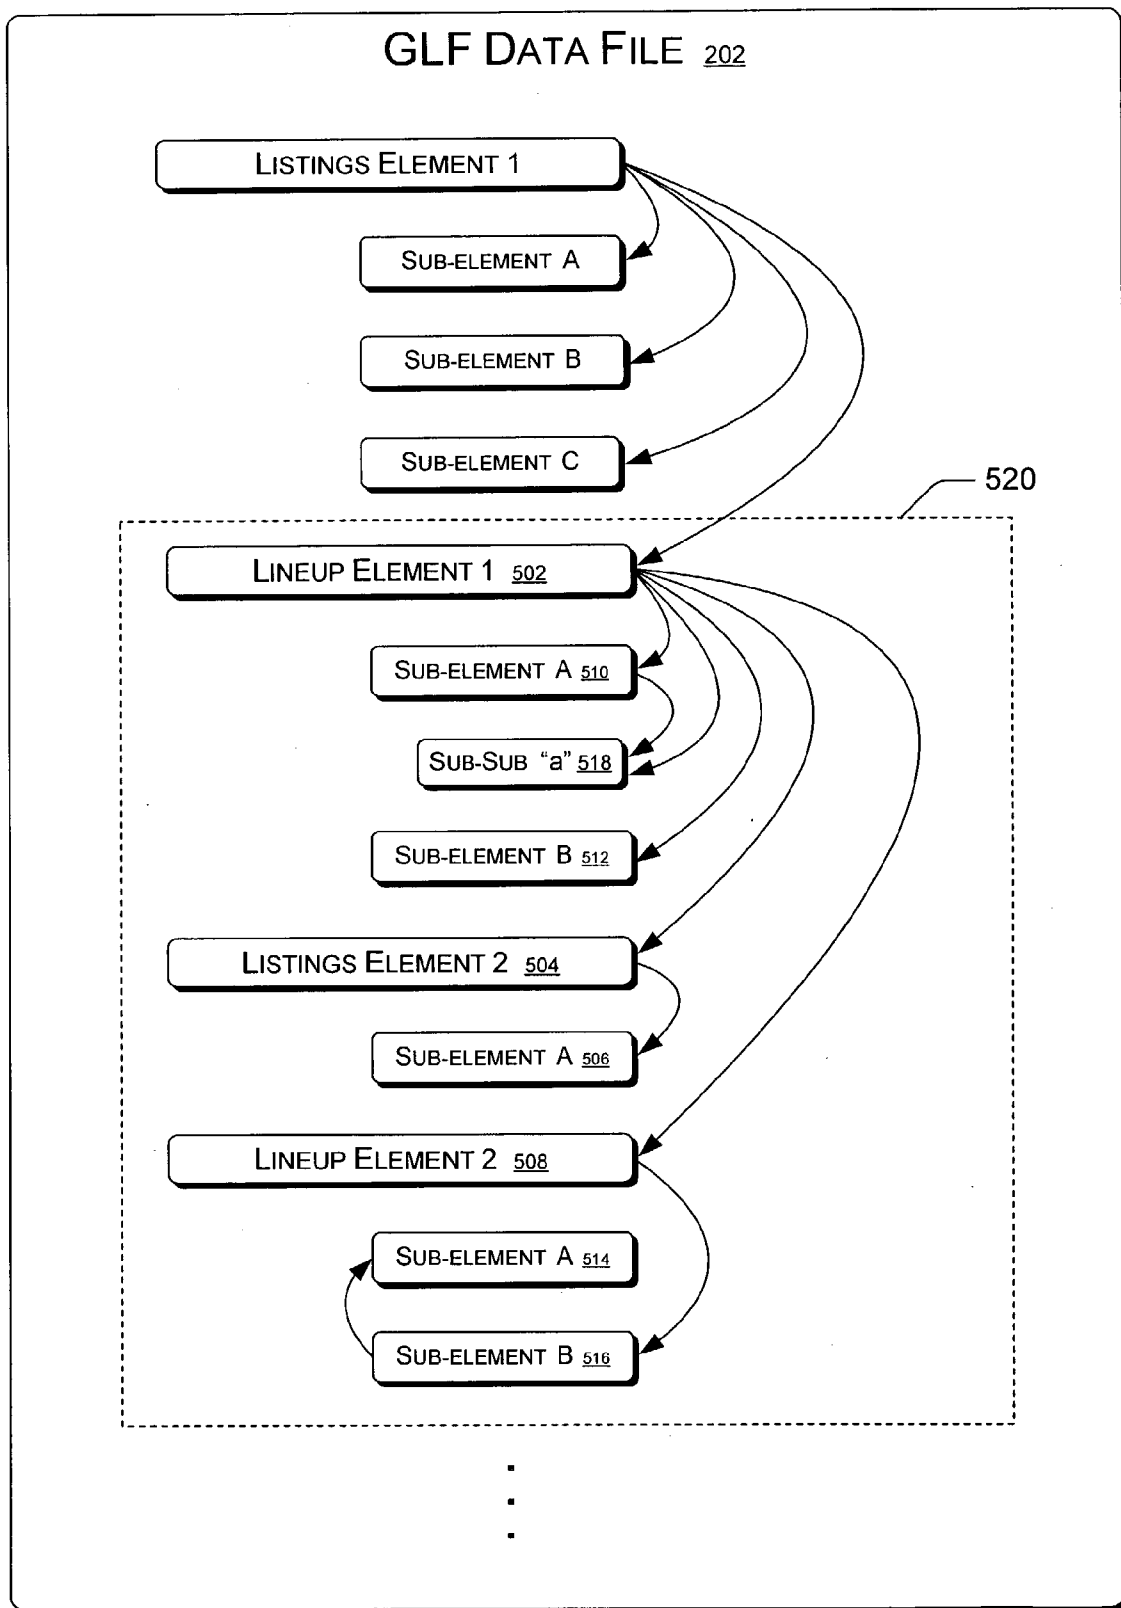 GLF DATA FILE 202
LISTINGS ELEMENT 1
SUB-ELEMENT A
SUB-ELEMENT B
SUB-ELEMENT C
520
LINEUP ELEMENT 1 502
SUB-ELEMENT A 510
SUB-SUB "a" 518
SUB-ELEMENT B 512
LISTINGS ELEMENT 2 504
SUB-ELEMENT A 506
LINEUP ELEMENT 2 508
SUB-ELEMENT A 514
SUB-ELEMENT B 516